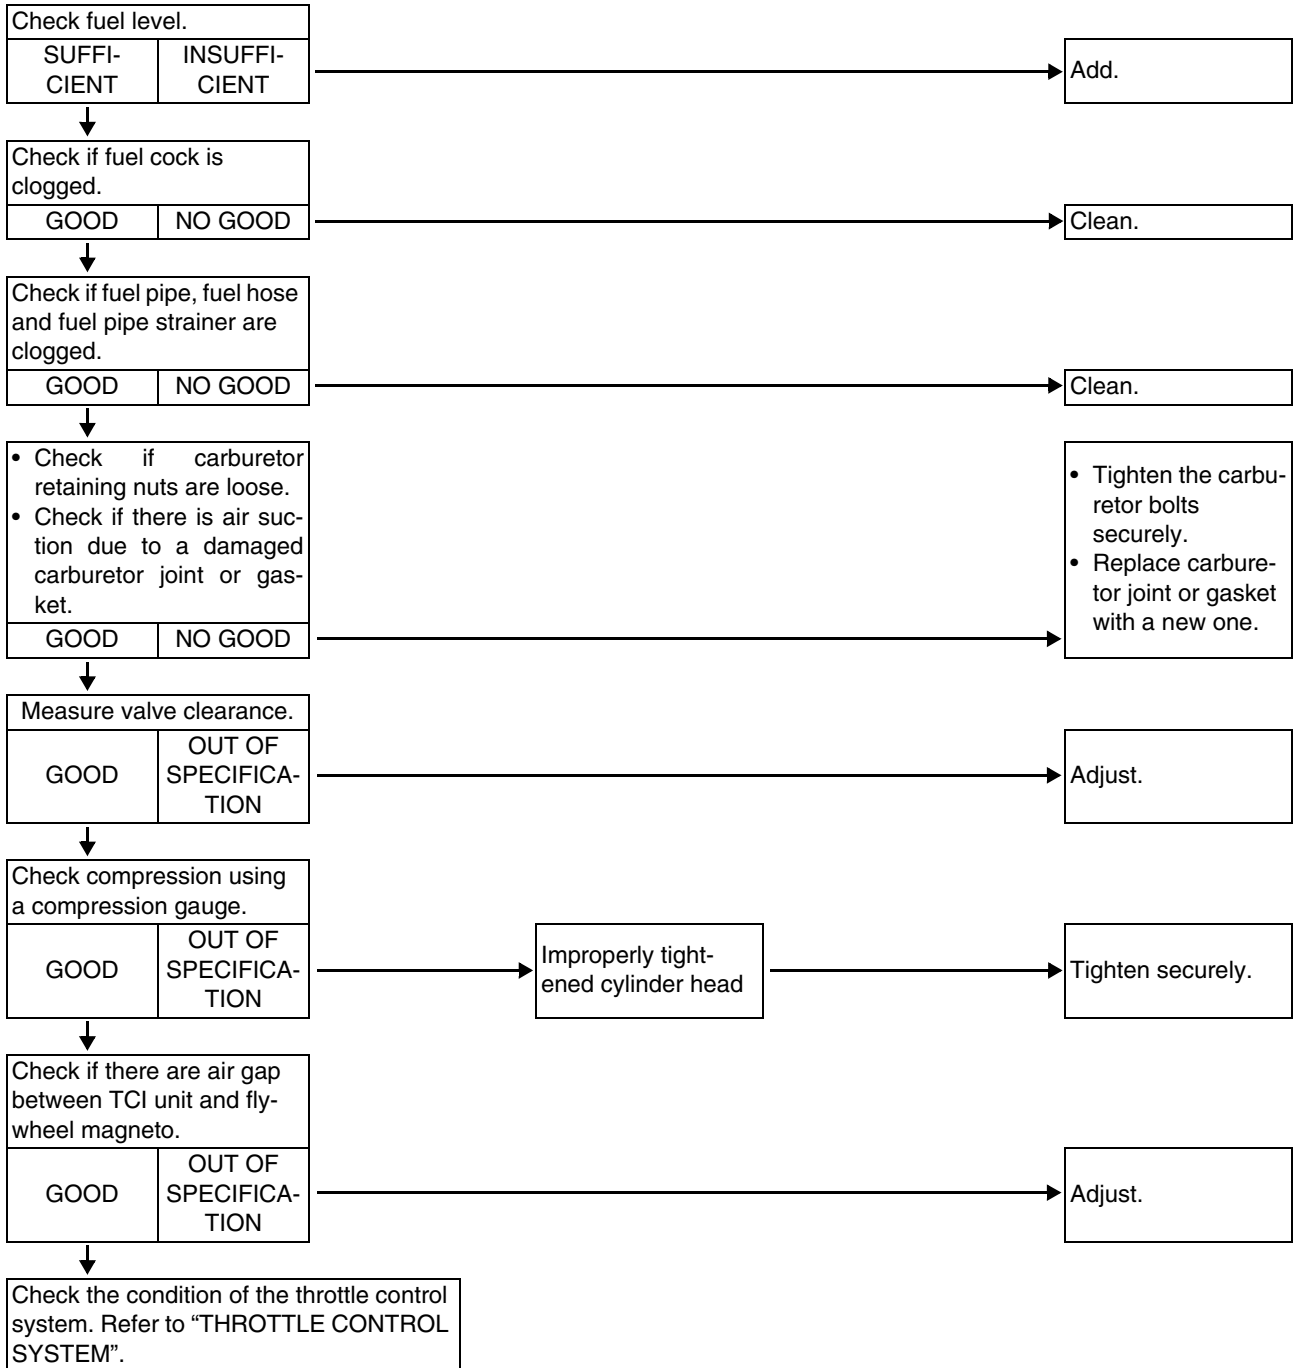 Check fuel level.
SUFFI-
CIENT
INSUFFI-
CIENT
Add.
Check if fuel cock is
clogged.
GOOD
NO GOOD
Clean.
Check if fuel pipe, fuel hose
and fuel pipe strainer are
clogged.
GOOD
NO GOOD
Clean.
• Check if carburetor
retaining nuts are loose.
• Check if there is air suc-
tion due to a damaged
carburetor joint or gas-
ket.
GOOD
NO GOOD
• Tighten the carbu-
retor bolts
securely.
• Replace carbure-
tor joint or gasket
with a new one.
Measure valve clearance.
GOOD
OUT OF
SPECIFICA-
TION
Adjust.
Check compression using
a compression gauge.
GOOD
OUT OF
SPECIFICA-
TION
Improperly tight-
ened cylinder head
Tighten securely.
Check if there are air gap
between TCI unit and fly-
wheel magneto.
GOOD
OUT OF
SPECIFICA-
TION
Adjust.
Check the condition of the throttle control
system. Refer to “THROTTLE CONTROL
SYSTEM”.